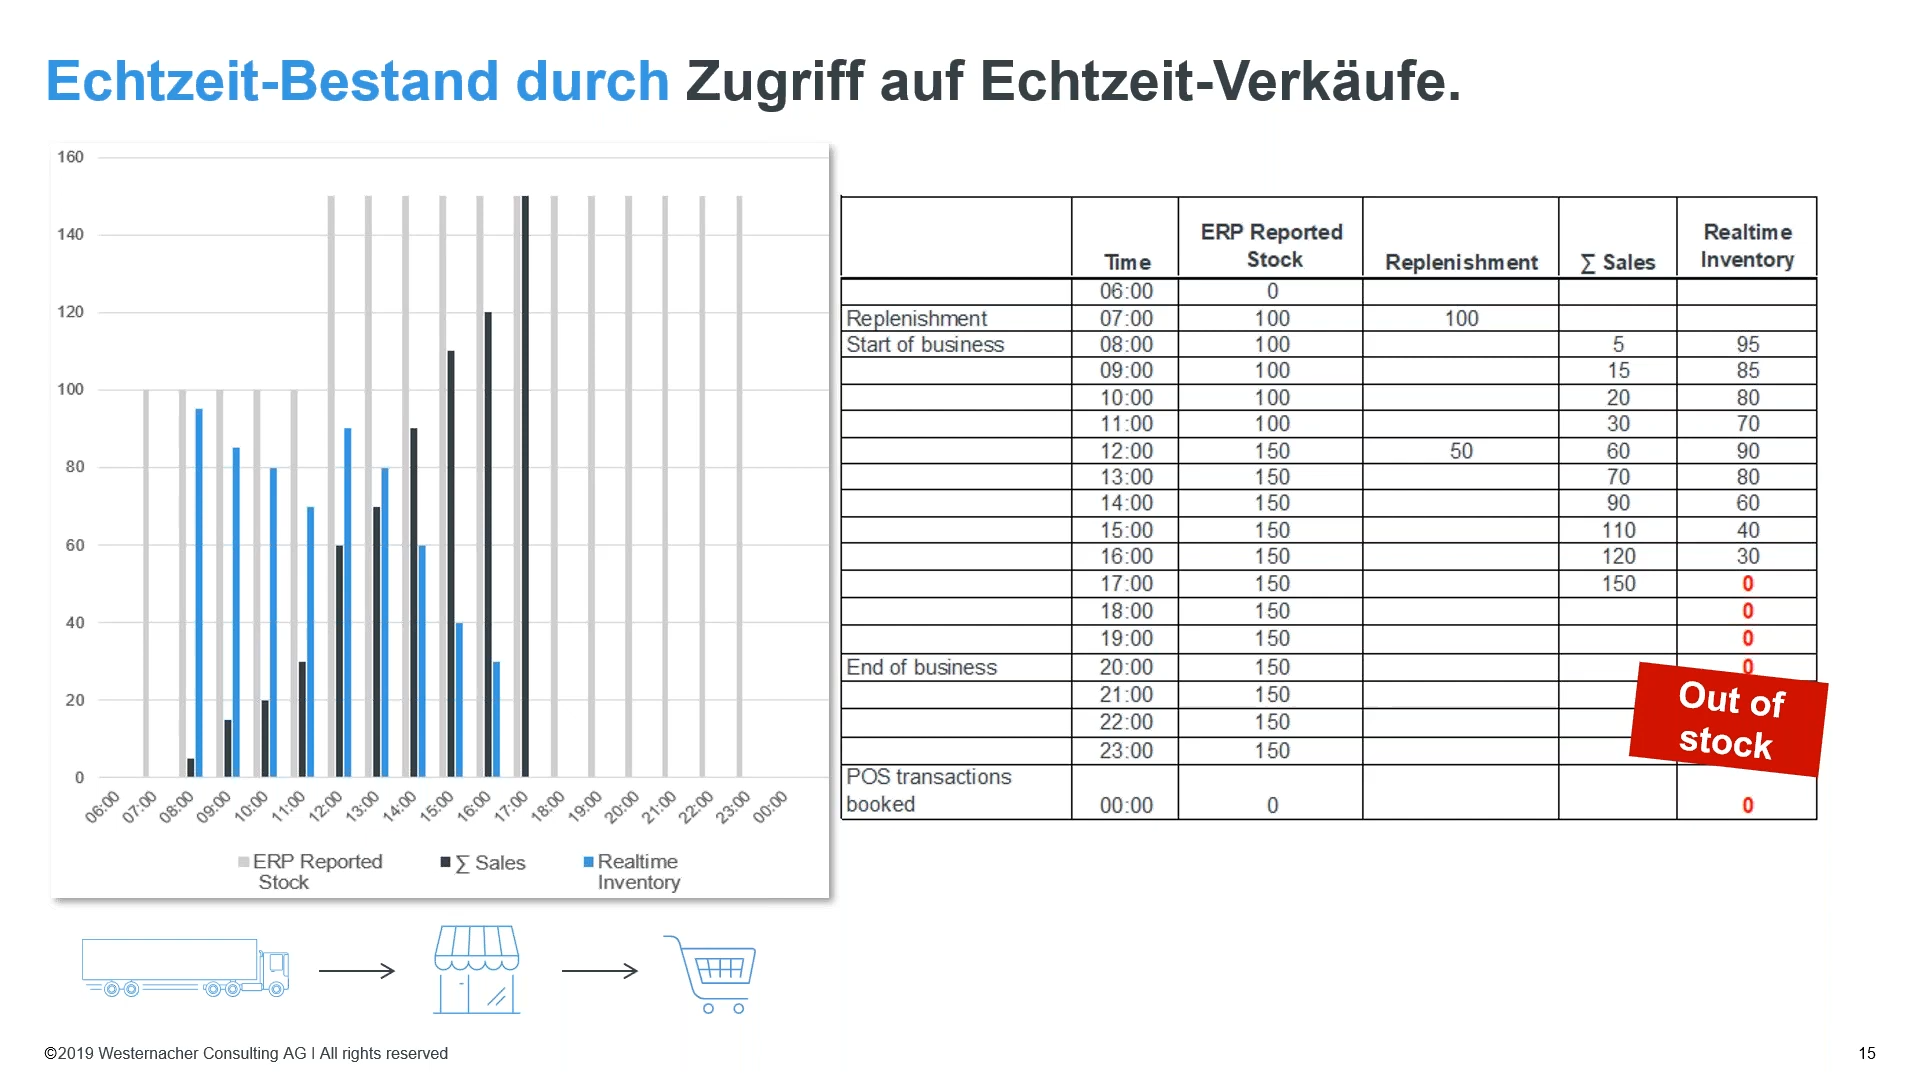 Echtzeit-Bestand durch Zugriff auf Echtzeit-Verkäufe.
160
140
120
100
80
60
40
20
0
06:00 07:00 08:00 09:00 10:00 11:00 12:00 13:00 14:00 15:00 16:00 17:00 18:00 19:00 20:00 21:00 22:00 23:00 00:00
ERP Reported Stock
∑ Sales
Realtime Inventory
Time ERP Reported Stock Replenishment ∑ Sales Realtime Inventory
06:00 0
Replenishment 07:00 100 100
Start of business 08:00 100 5 95
09:00 100 15 85
10:00 100 20 80
11:00 100 30 70
12:00 150 50 60 90
13:00 150 70 80
14:00 150 90 60
15:00 150 110 40
16:00 150 120 30
17:00 150 150 0
18:00 150 0
19:00 150 0
End of business 20:00 150 0
21:00 150
22:00 150
23:00 150
POS transactions booked 00:00 0 0
Out of
stock
©2019 Westernacher Consulting AG I All rights reserved
15